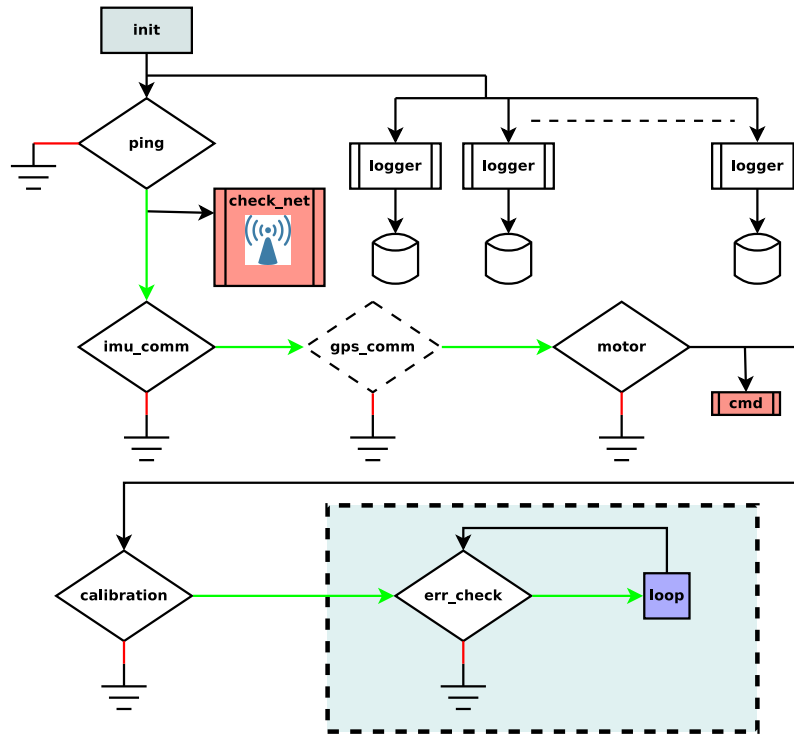 init
ping
logger
logger
logger
check_net
imu_comm
gps_comm
motor
cmd
calibration
err_check
loop